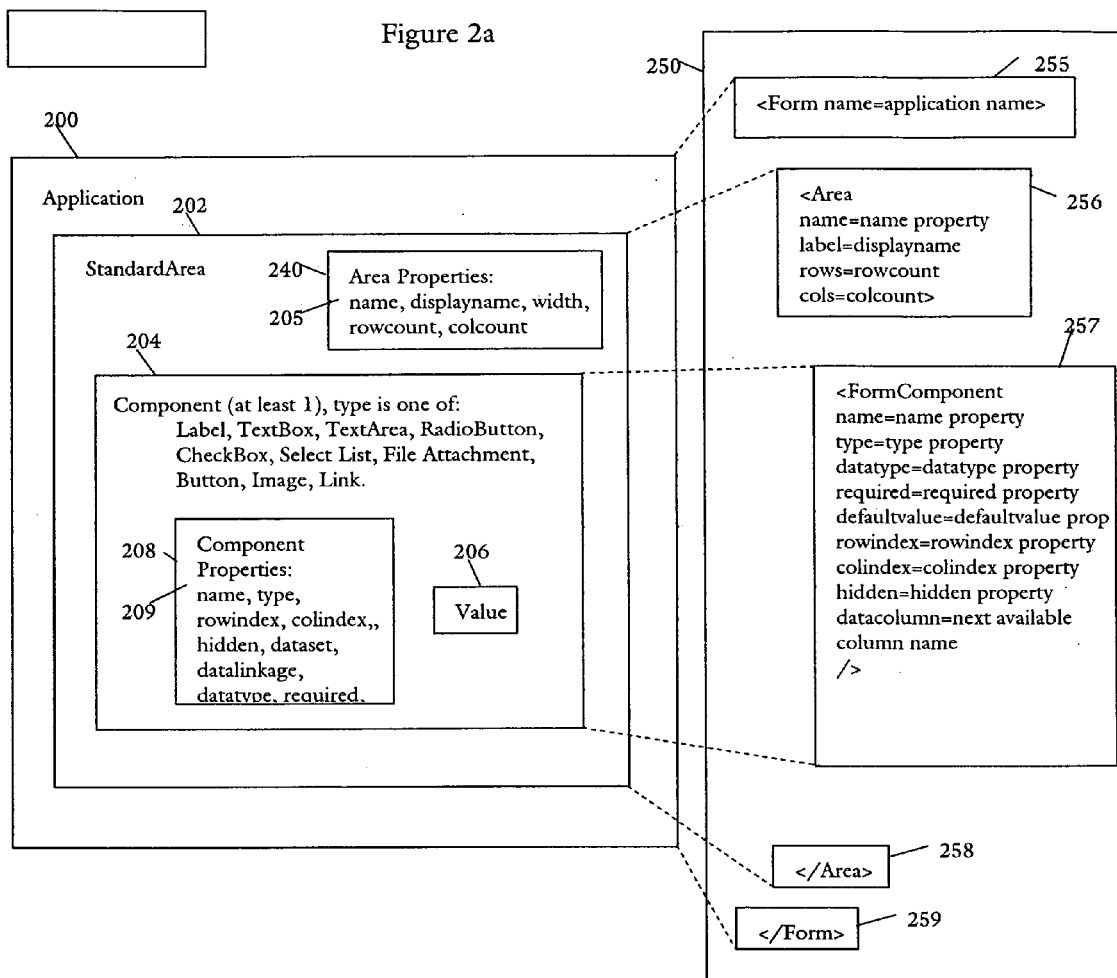 Figure 2a
250
255
<Form name=application name>
200
Application
202
<Area
name=name property
label=displayname
rows=rowcount
cols=colcount>
256
StandardArea
240
Area Properties:
name, displayname, width,
rowcount, colcount
205
204
257
Component (at least 1), type is one of:
Label, TextBox, TextArea, RadioButton,
CheckBox, Select List, File Attachment,
Button, Image, Link.
<FormComponent
name=name property
type=type property
datatype=datatype property
required=required property
defaultvalue=defaultvalue prop
rowindex=rowindex property
colindex=colindex property
hidden=hidden property
datacolumn=next available
column name
/>
208
Component
Properties:
name, type,
rowindex, colindex,,
hidden, dataset,
datalinkage,
datatype, required,
209
206
Value
</Area>
258
</Form>
259